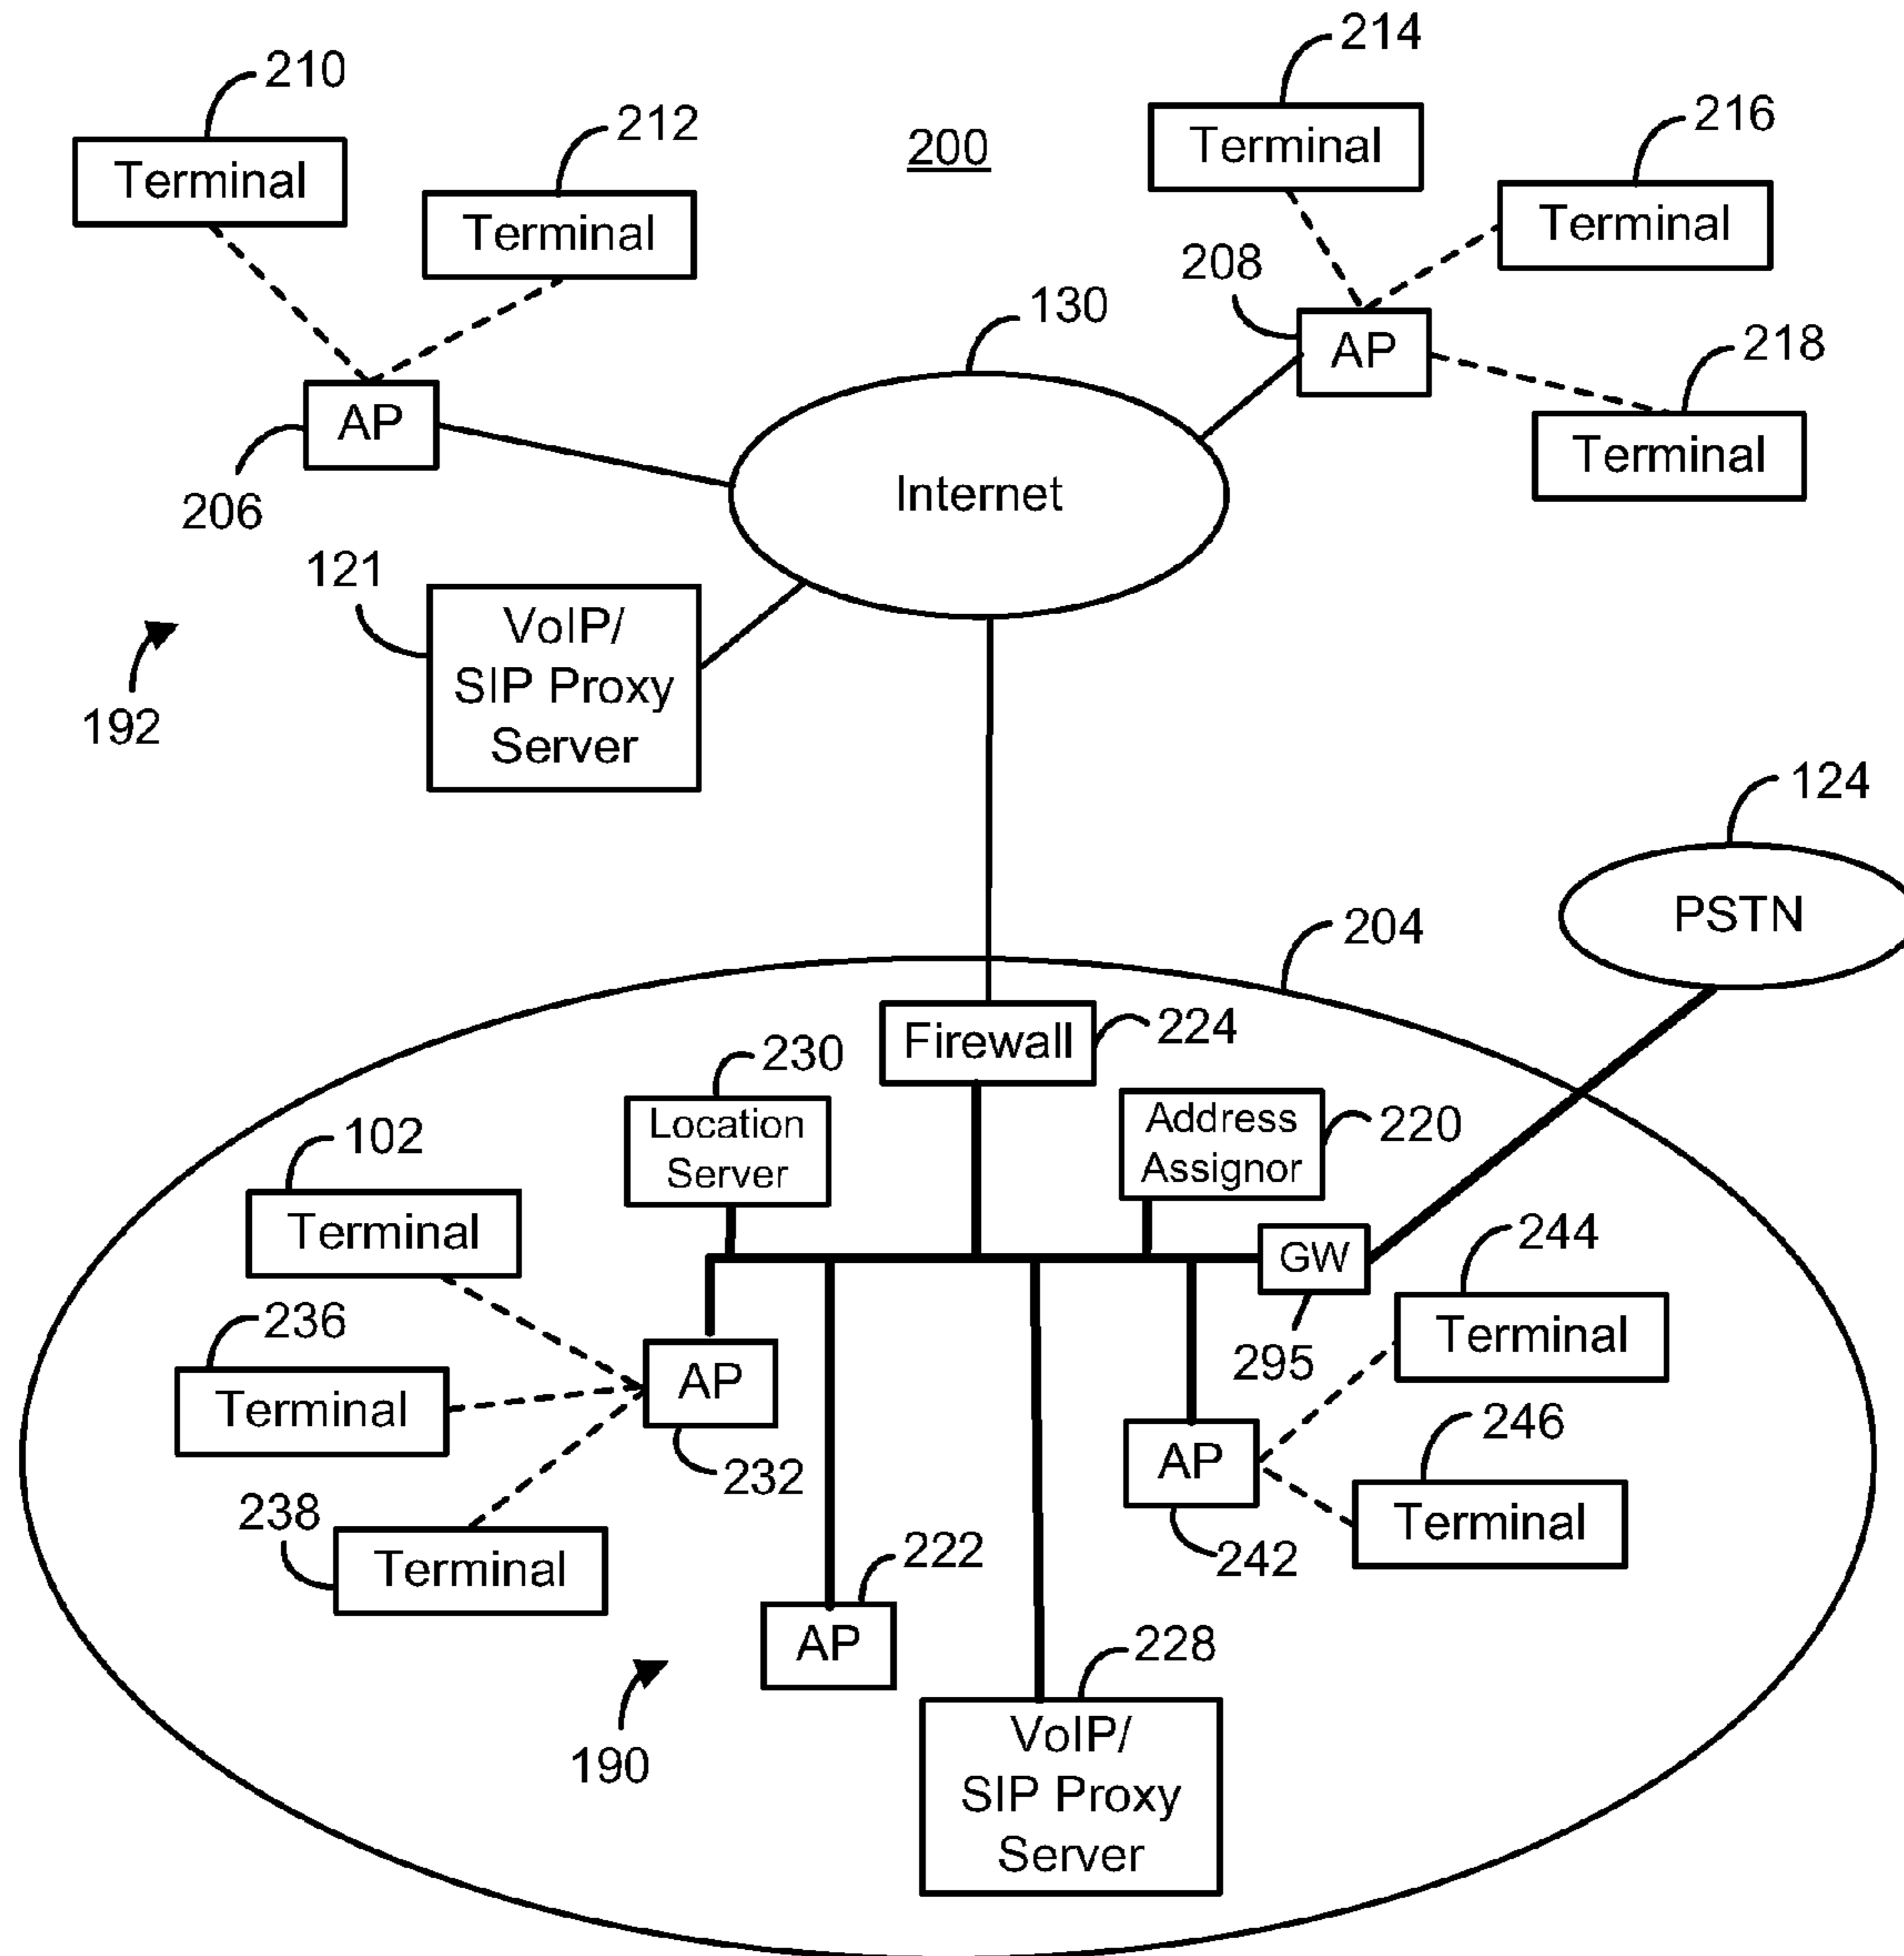 214
210
216
212
200
Terminal
Terminal
Terminal
Terminal
208
130
AP
218
AP
Terminal
Internet
206
121
VoIP/
SIP Proxy
Server
192
124
PSTN
204
Firewall
224
230
Location
Server
Address
Assignor
220
102
Terminal
GW
244
295
Terminal
236
Terminal
AP
232
246
AP
Terminal
242
238
Terminal
222
AP
228
190
VoIP/
SIP Proxy
Server